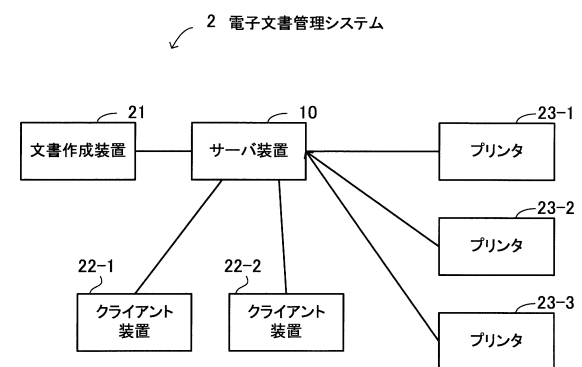 2 電子文書管理システム
21
文書作成装置
10
サーバ装置
23-1
プリンタ
23-2
プリンタ
22-1
クライアント
装置
22-2
クライアント
装置
23-3
プリンタ